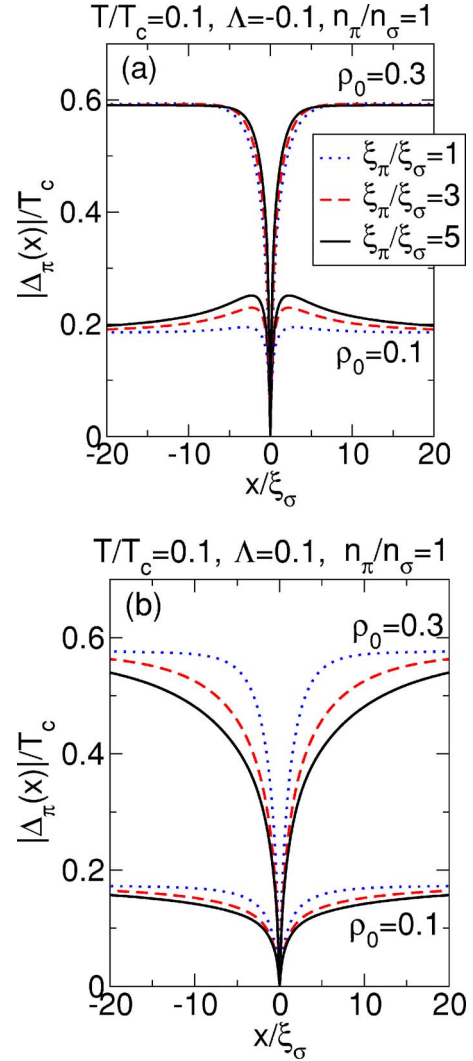 T/T_c=0.1, Λ=-0.1, n_π/n_σ=1
(a)
ρ_0=0.3
ξ_π/ξ_σ=1
ξ_π/ξ_σ=3
ξ_π/ξ_σ=5
ρ_0=0.1
|Δ_π(x)|/T_c
0.6
0.4
0.2
0
-20 -10 0 10 20
x/ξ_σ
T/T_c=0.1, Λ=0.1, n_π/n_σ=1
(b)
ρ_0=0.3
ρ_0=0.1
|Δ_π(x)|/T_c
0.6
0.4
0.2
0
-20 -10 0 10 20
x/ξ_σ